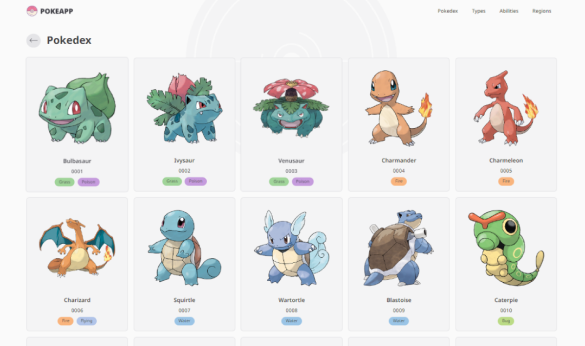 POKEAPP
Pokedex Types Abilities Regions
Pokedex
Bulbasaur Ivysaur Venusaur Charmander Charmeleon
0001 0002 0003 0004 0005
Grass Poison Grass Poison Grass Poison Fire Fire
Charizard Squirtle Wartortle Blastoise Caterpie
0006 0007 0008 0009 0010
Fire Flying Water Water Water Bug